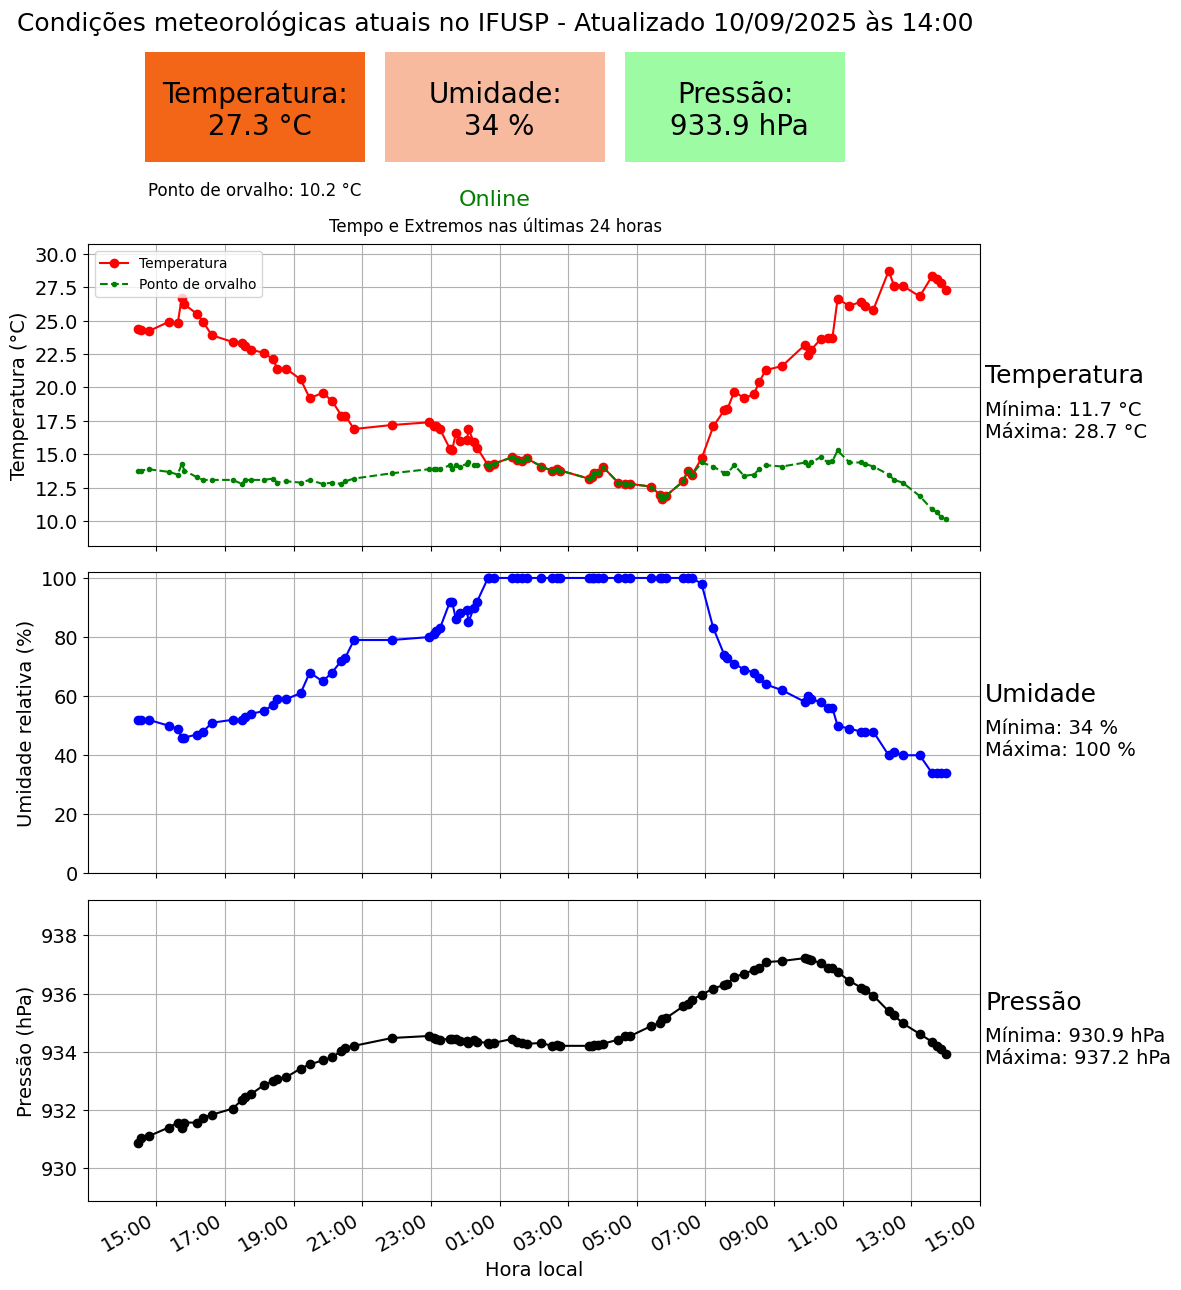 Condições meteorológicas atuais no IFUSP - Atualizado 10/09/2025 às 14:00
Temperatura:
27.3 °C
Umidade:
34 %
Pressão:
933.9 hPa
Ponto de orvalho: 10.2 °C
Online
Tempo e Extremos nas últimas 24 horas
Temperatura (°C)
30.0
27.5
25.0
22.5
20.0
17.5
15.0
12.5
10.0
Temperatura
Ponto de orvalho
Temperatura
Mínima: 11.7 °C
Máxima: 28.7 °C
Umidade relativa (%)
100
80
60
40
20
0
Umidade
Mínima: 34 %
Máxima: 100 %
Pressão (hPa)
938
936
934
932
930
Pressão
Mínima: 930.9 hPa
Máxima: 937.2 hPa
15:00 17:00 19:00 21:00 23:00 01:00 03:00 05:00 07:00 09:00 11:00 13:00 15:00
Hora local